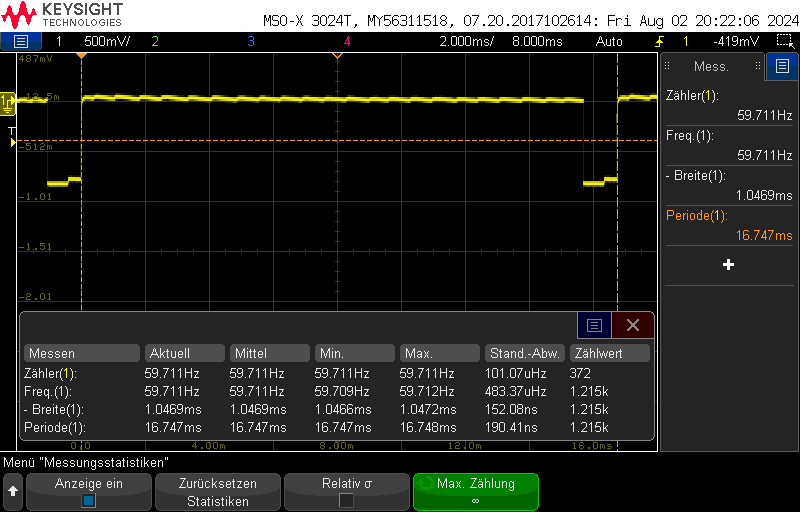 KEYSIGHT
TECHNOLOGIES
MSO-X 3024T, MY56311518, 07.20.2017102614: Fri Aug 02 20:22:06 2024
1 500mV/ 2 3 4 2.000ms/ 8.000ms Auto 1 -419mV
487mV
-12.5m
-512m
-1.01
-1.51
-2.01
1
T
Mess.
Zähler(1):
59.711Hz
Freq.(1):
59.711Hz
- Breite(1):
1.0469ms
Periode(1):
16.747ms
Messen Aktuell Mittel Min. Max. Stand.-Abw. Zählwert
Zähler(1): 59.711Hz 59.711Hz 59.711Hz 59.711Hz 101.07uHz 372
Freq.(1): 59.711Hz 59.711Hz 59.709Hz 59.712Hz 483.37uHz 1.215k
- Breite(1): 1.0469ms 1.0469ms 1.0466ms 1.0472ms 152.08ns 1.215k
Periode(1): 16.747ms 16.747ms 16.747ms 16.748ms 190.41ns 1.215k
0.0 4.00m 8.00m 12.0m 16.0ms
Menü "Messungsstatistiken"
Anzeige ein
Zurücksetzen
Statistiken
Relativ σ
Max. Zählung
∞